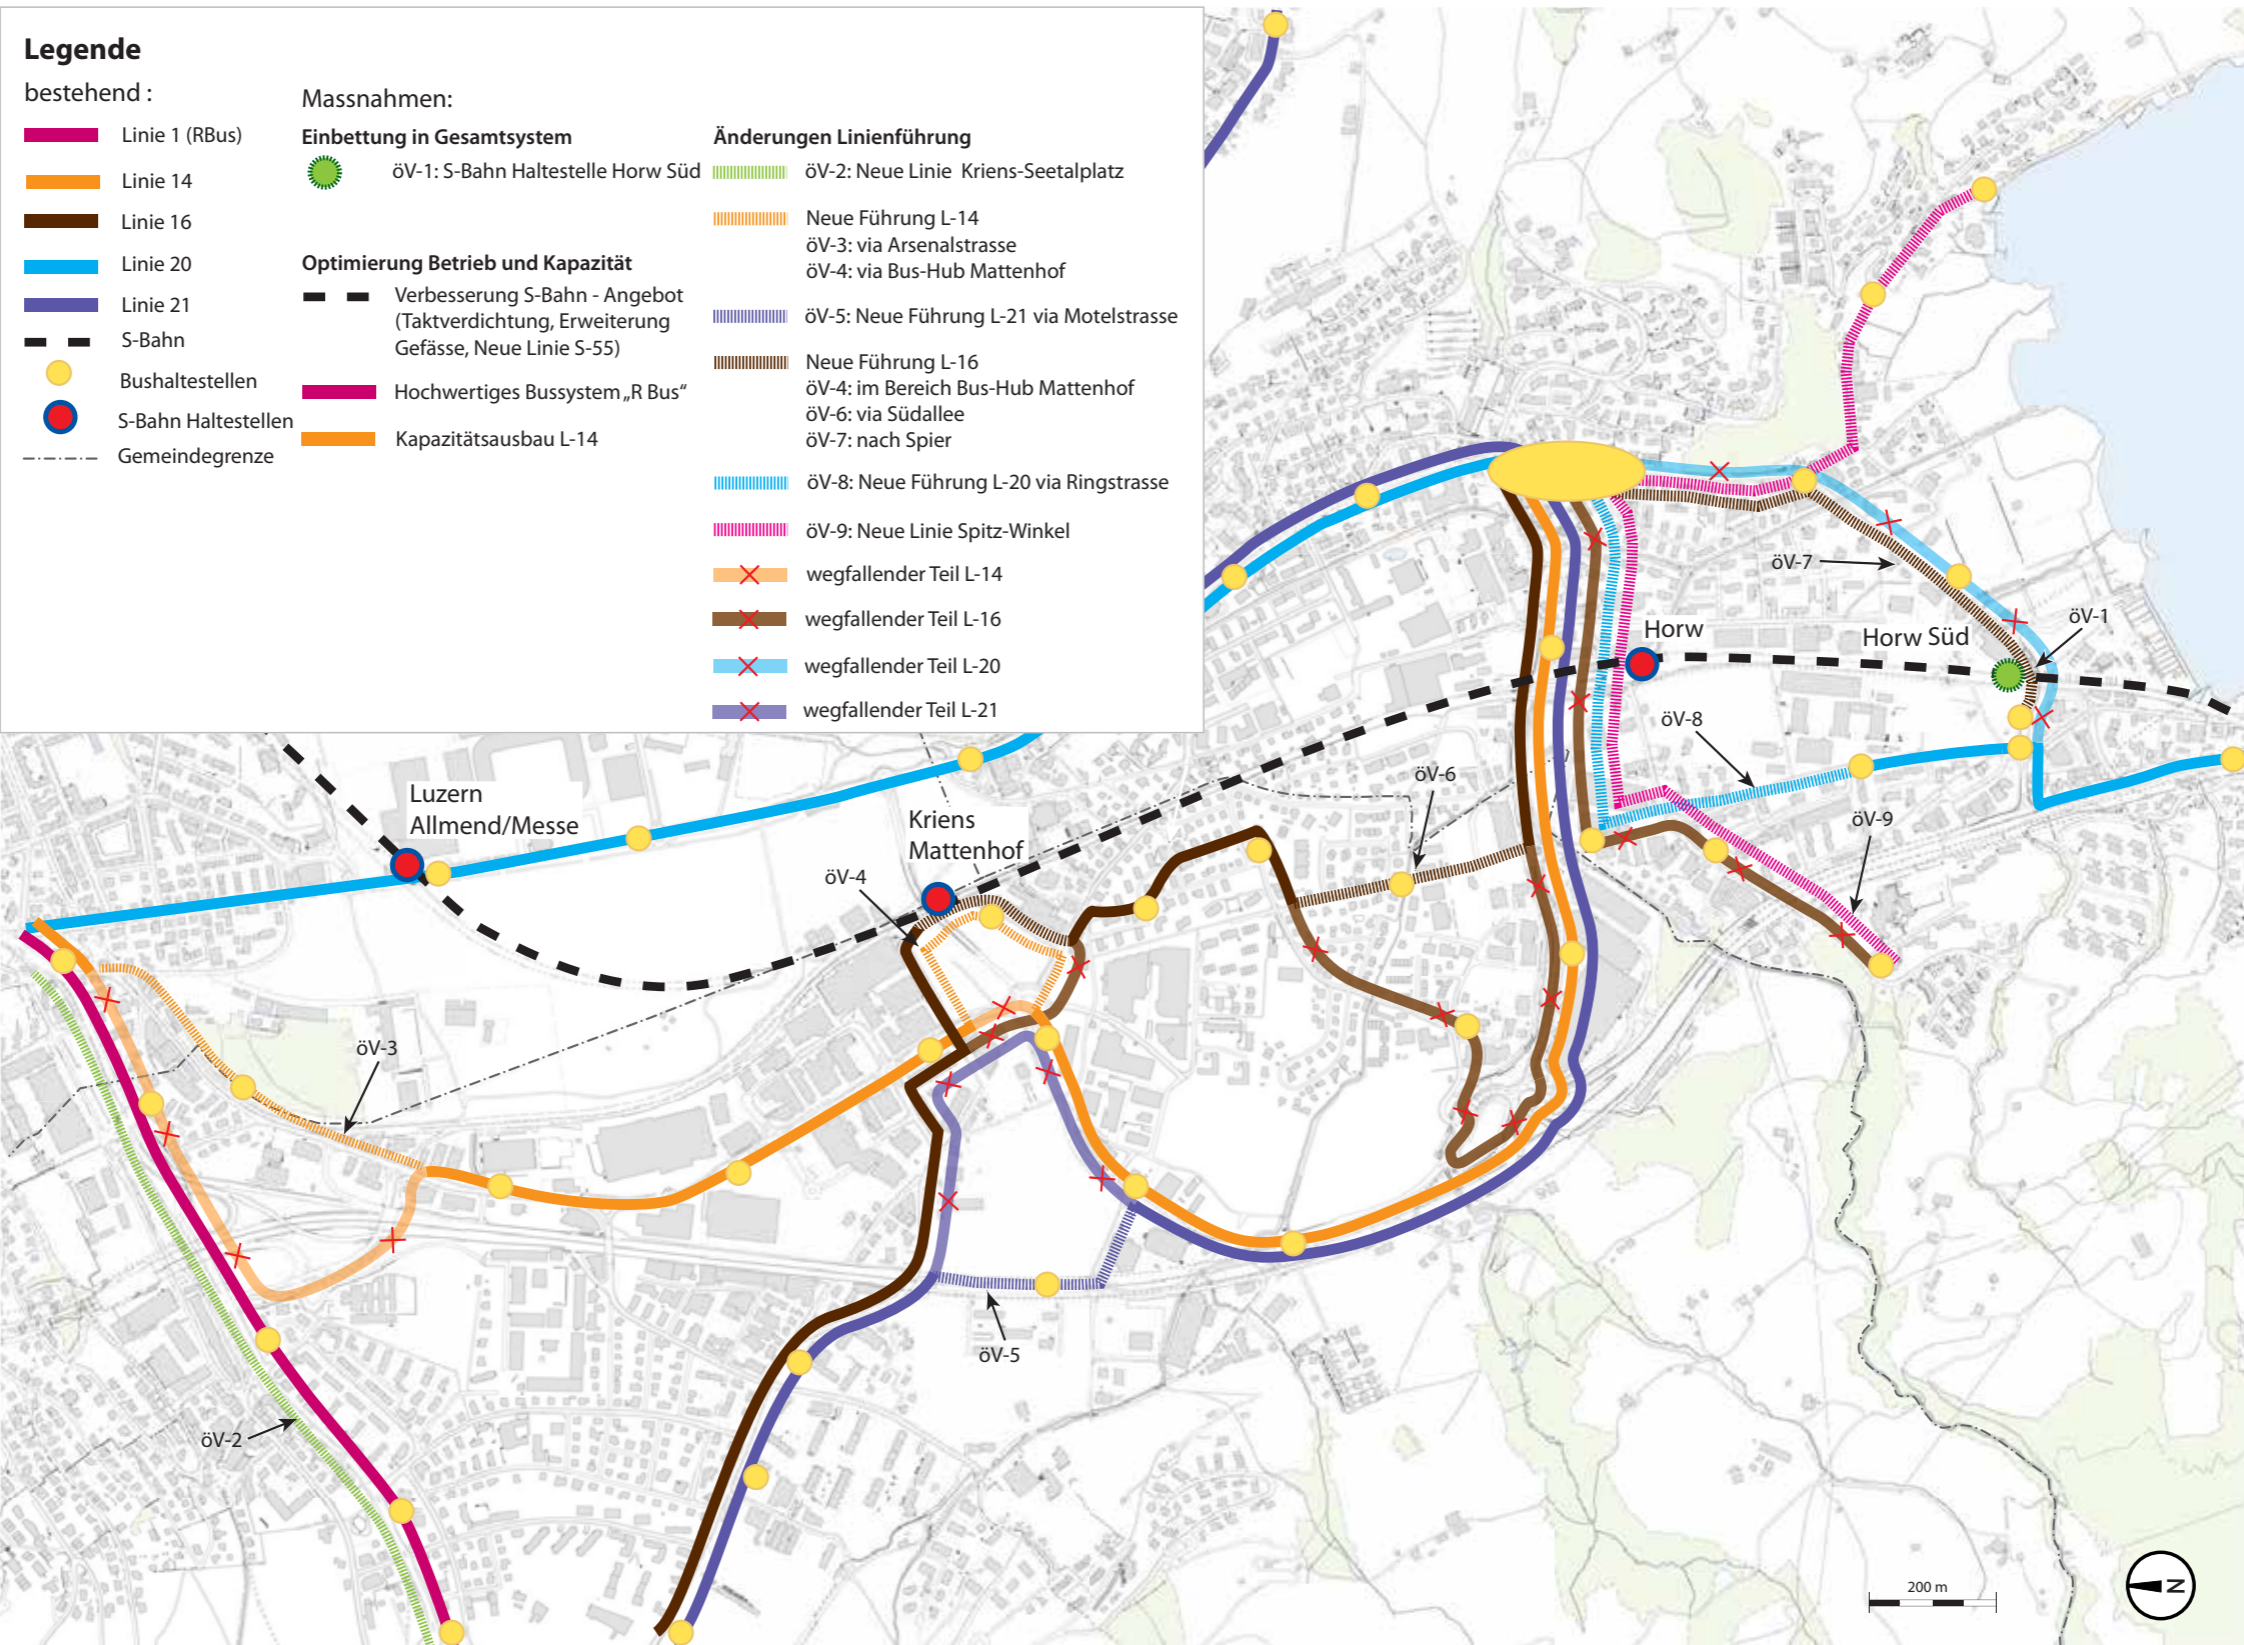 Legende
bestehend :
Linie 1 (RBus)
Linie 14
Linie 16
Linie 20
Linie 21
S-Bahn
Bushaltestellen
S-Bahn Haltestellen
Gemeindegrenze
Massnahmen:
Einbettung in Gesamtsystem
öV-1: S-Bahn Haltestelle Horw Süd
Optimierung Betrieb und Kapazität
Verbesserung S-Bahn - Angebot
(Taktverdichtung, Erweiterung
Gefässe, Neue Linie S-55)
Hochwertiges Bussystem „R Bus“
Kapazitätsausbau L-14
Änderungen Linienführung
öV-2: Neue Linie Kriens-Seetalplatz
Neue Führung L-14
öV-3: via Arsenalstrasse
öV-4: via Bus-Hub Mattenhof
öV-5: Neue Führung L-21 via Motelstrasse
Neue Führung L-16
öV-4: im Bereich Bus-Hub Mattenhof
öV-6: via Südallee
öV-7: nach Spier
öV-8: Neue Führung L-20 via Ringstrasse
öV-9: Neue Linie Spitz-Winkel
wegfallender Teil L-14
wegfallender Teil L-16
wegfallender Teil L-20
wegfallender Teil L-21
öV-7
öV-1
Horw
Horw Süd
öV-8
öV-6
Luzern
Allmend/Messe
Kriens
Mattenhof
öV-9
öV-4
öV-3
öV-5
öV-2
200 m
N